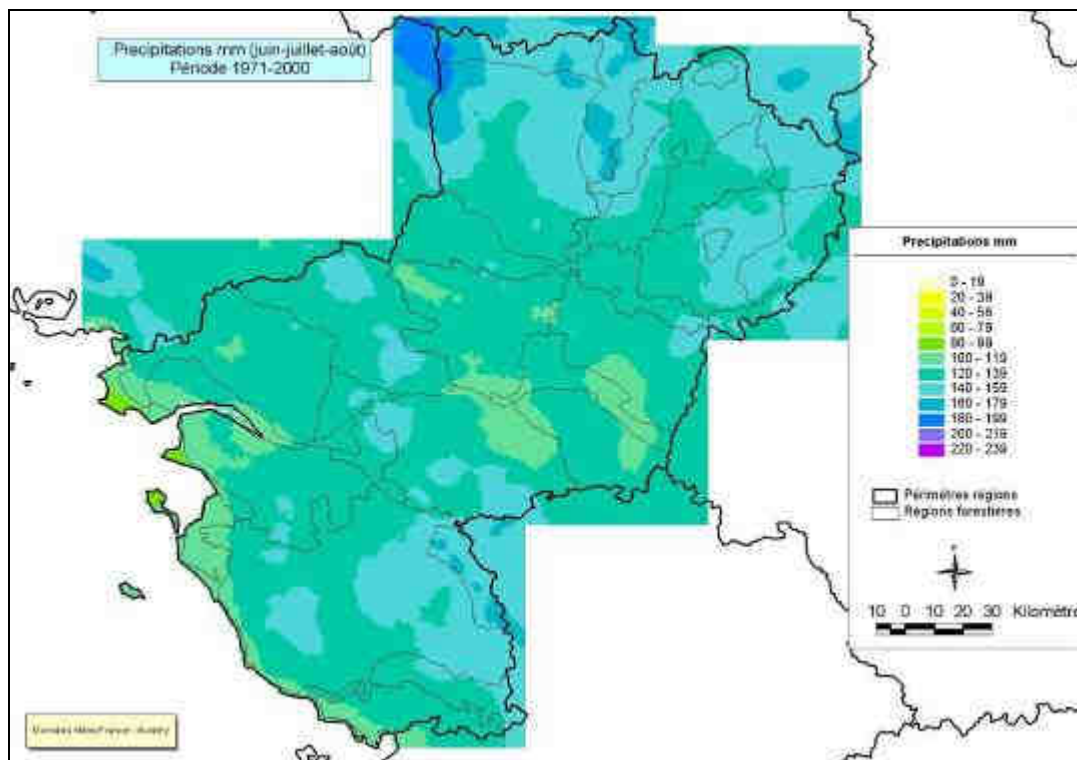 Precipitations mm (juin-juillet-août)
Période 1971-2000
Precipitations mm
0 - 19
20 - 39
40 - 59
60 - 79
80 - 99
100 - 119
120 - 139
140 - 159
160 - 179
180 - 199
200 - 219
220 - 239
Périmètres régions
Régions forestières
10 0 10 20 30 Kilomètre